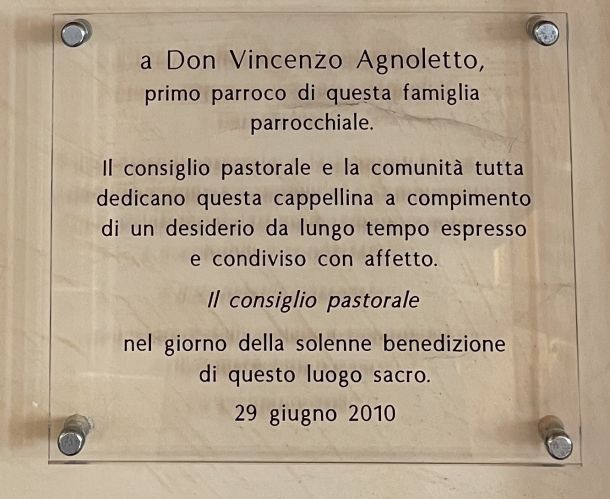 a Don Vincenzo Agnoletto,
primo parroco di questa famiglia
parrocchiale.
Il consiglio pastorale e la comunità tutta
dedicano questa cappellina a compimento
di un desiderio da lungo tempo espresso
e condiviso con affetto.
Il consiglio pastorale
nel giorno della solenne benedizione
di questo luogo sacro.
29 giugno 2010